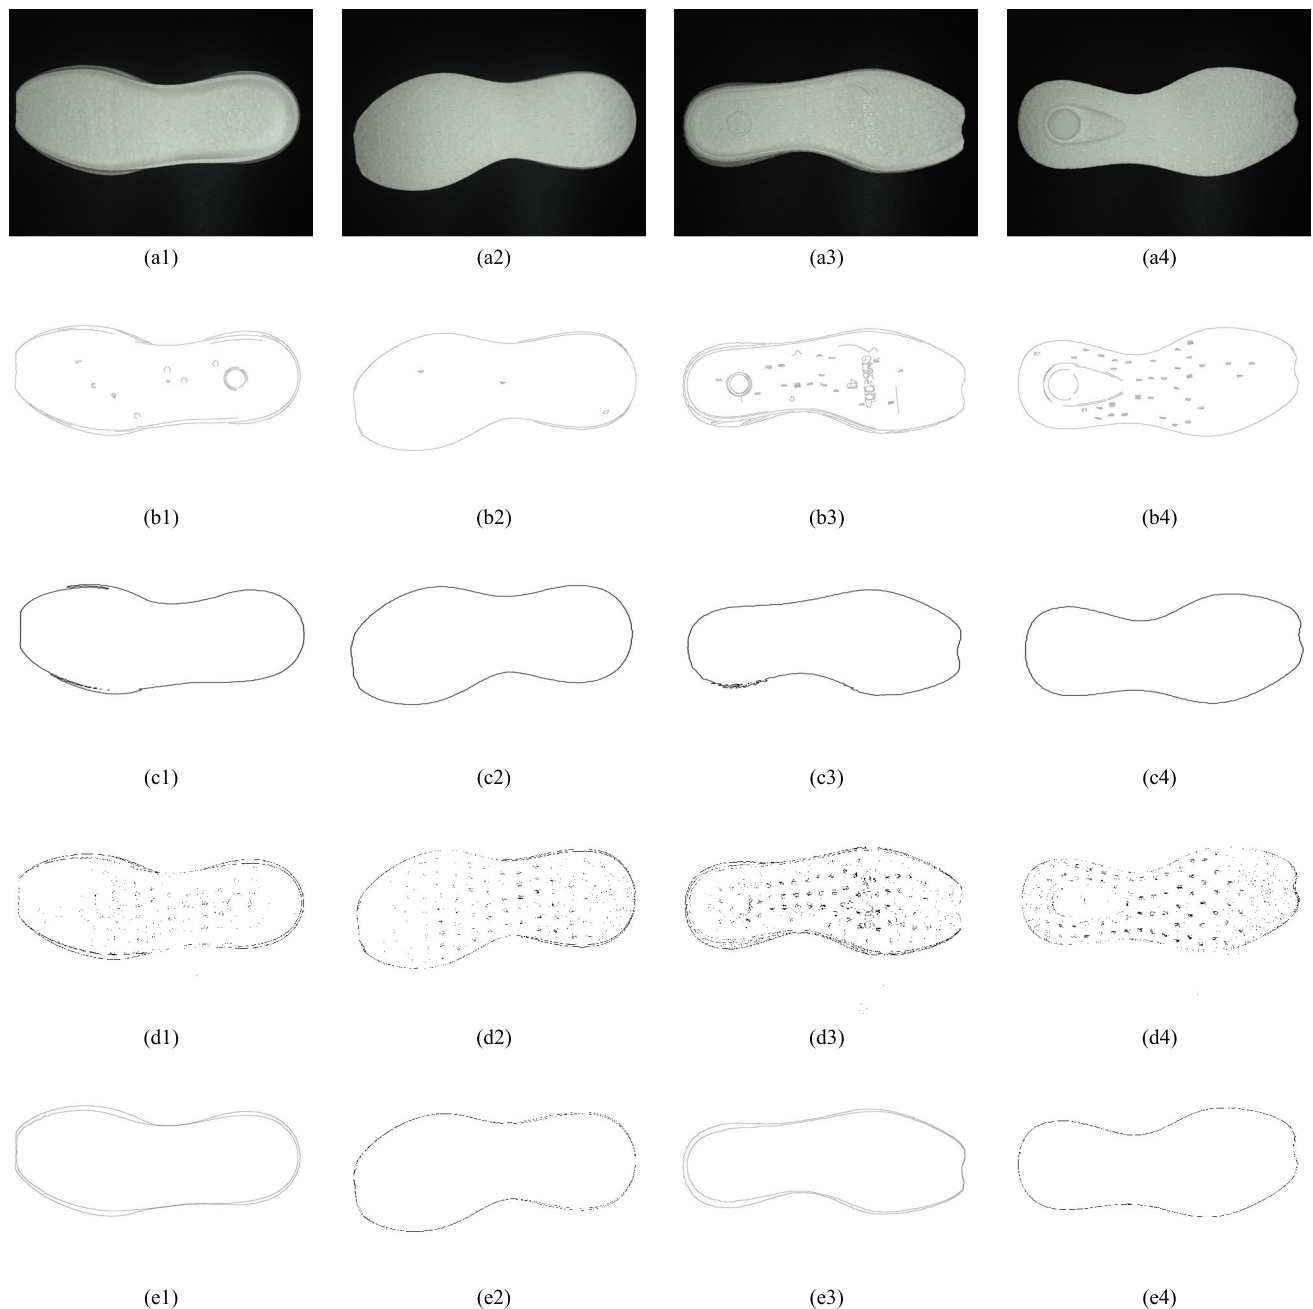 (a1) (a2) (a3) (a4)
(b1) (b2) (b3) (b4)
(c1) (c2) (c3) (c4)
(d1) (d2) (d3) (d4)
(e1) (e2) (e3) (e4)